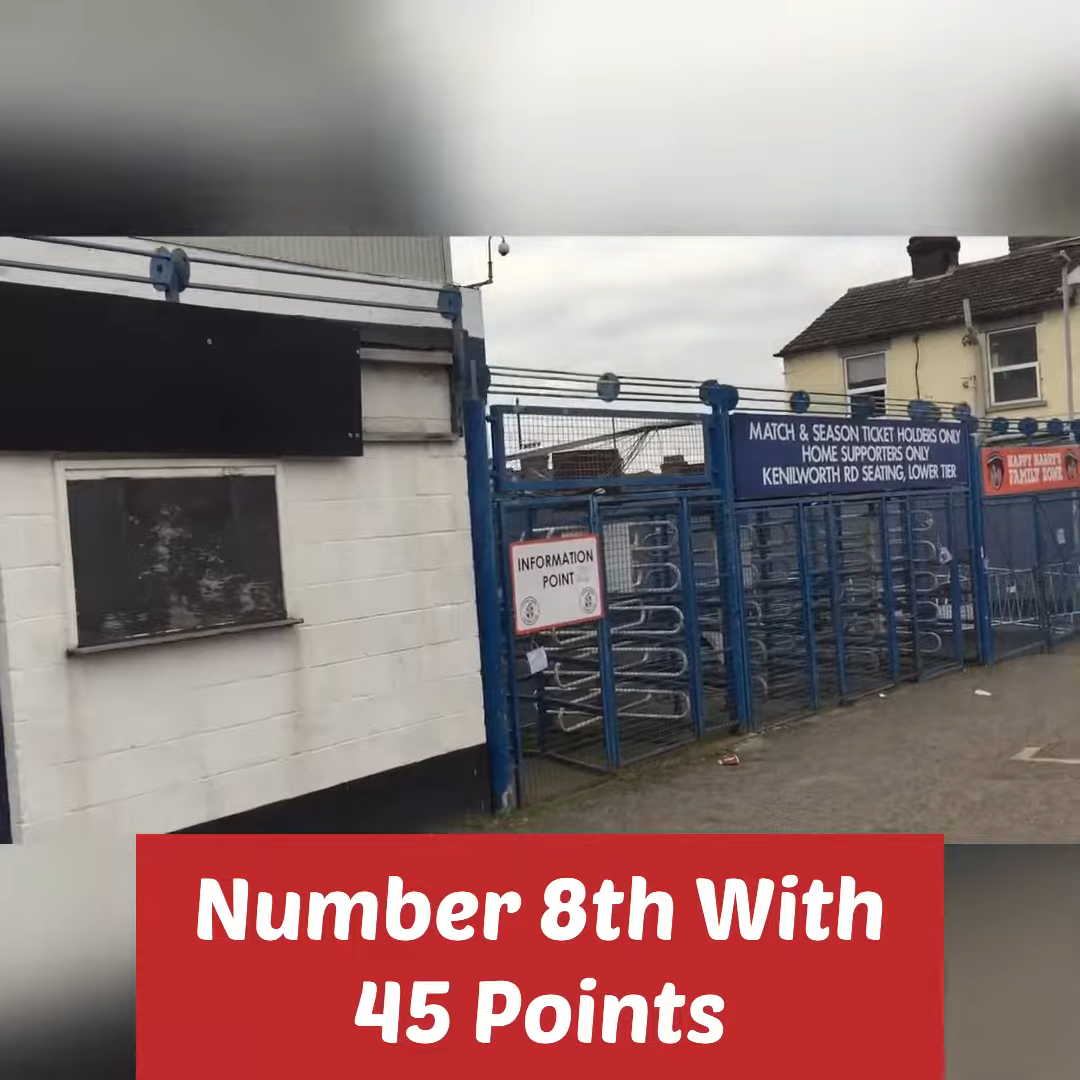 MATCH & SEASON TICKET HOLDERS ONLY
HOME SUPPORTERS ONLY
KENILWORTH RD SEATING, LOWER TIER
HAPPY HARRY'S
FAMILY ZONE
INFORMATION
POINT
Number 8th With
45 Points